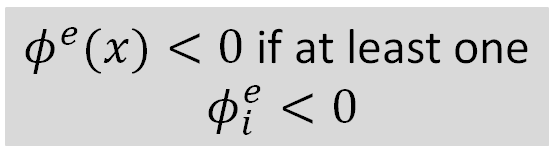 𝜙ᵉ(𝑥) < 0 if at least one
𝜙ᵢᵉ < 0